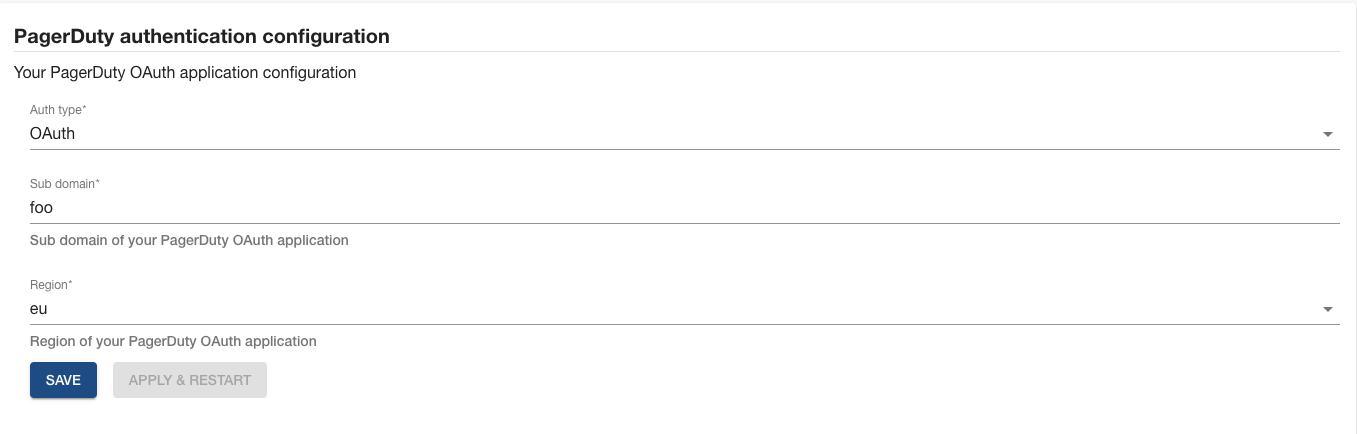 PagerDuty authentication configuration
Your PagerDuty OAuth application configuration
Auth type*
OAuth
Sub domain*
foo
Sub domain of your PagerDuty OAuth application
Region*
eu
Region of your PagerDuty OAuth application
SAVE APPLY & RESTART